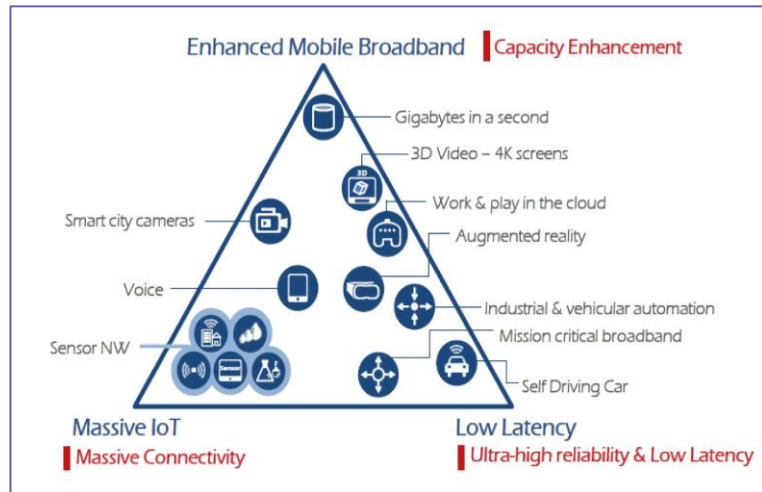 Enhanced Mobile Broadband
Capacity Enhancement
Gigabytes in a second
3D Video – 4K screens
3D
Work & play in the cloud
Smart city cameras
Augmented reality
Voice
Industrial & vehicular automation
Mission critical broadband
Sensor NW
Sensor
Self Driving Car
Massive IoT
Low Latency
Massive Connectivity
Ultra-high reliability & Low Latency